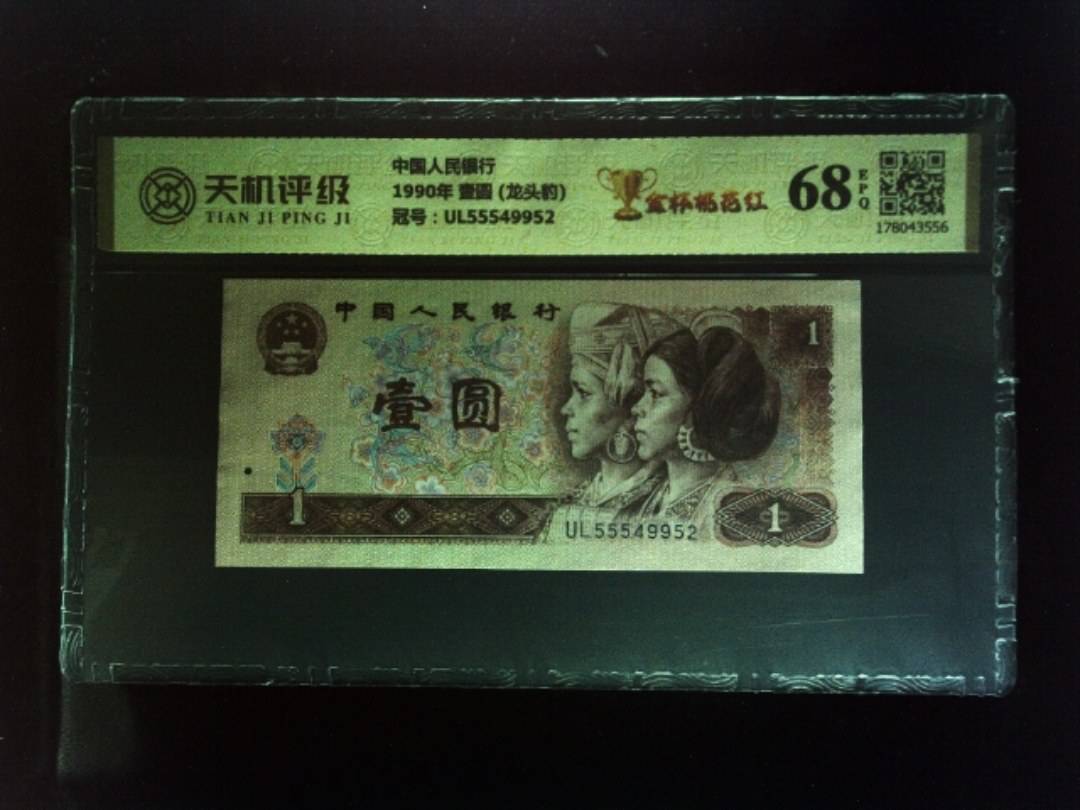 天机评级
TIAN JI PING JI
中国人民银行
1990年 壹圆 (龙头豹)
冠号：UL55549952
金杯桃花红
68
EPQ
178043556
中国人民银行
1
壹圆
1
UL55549952
1